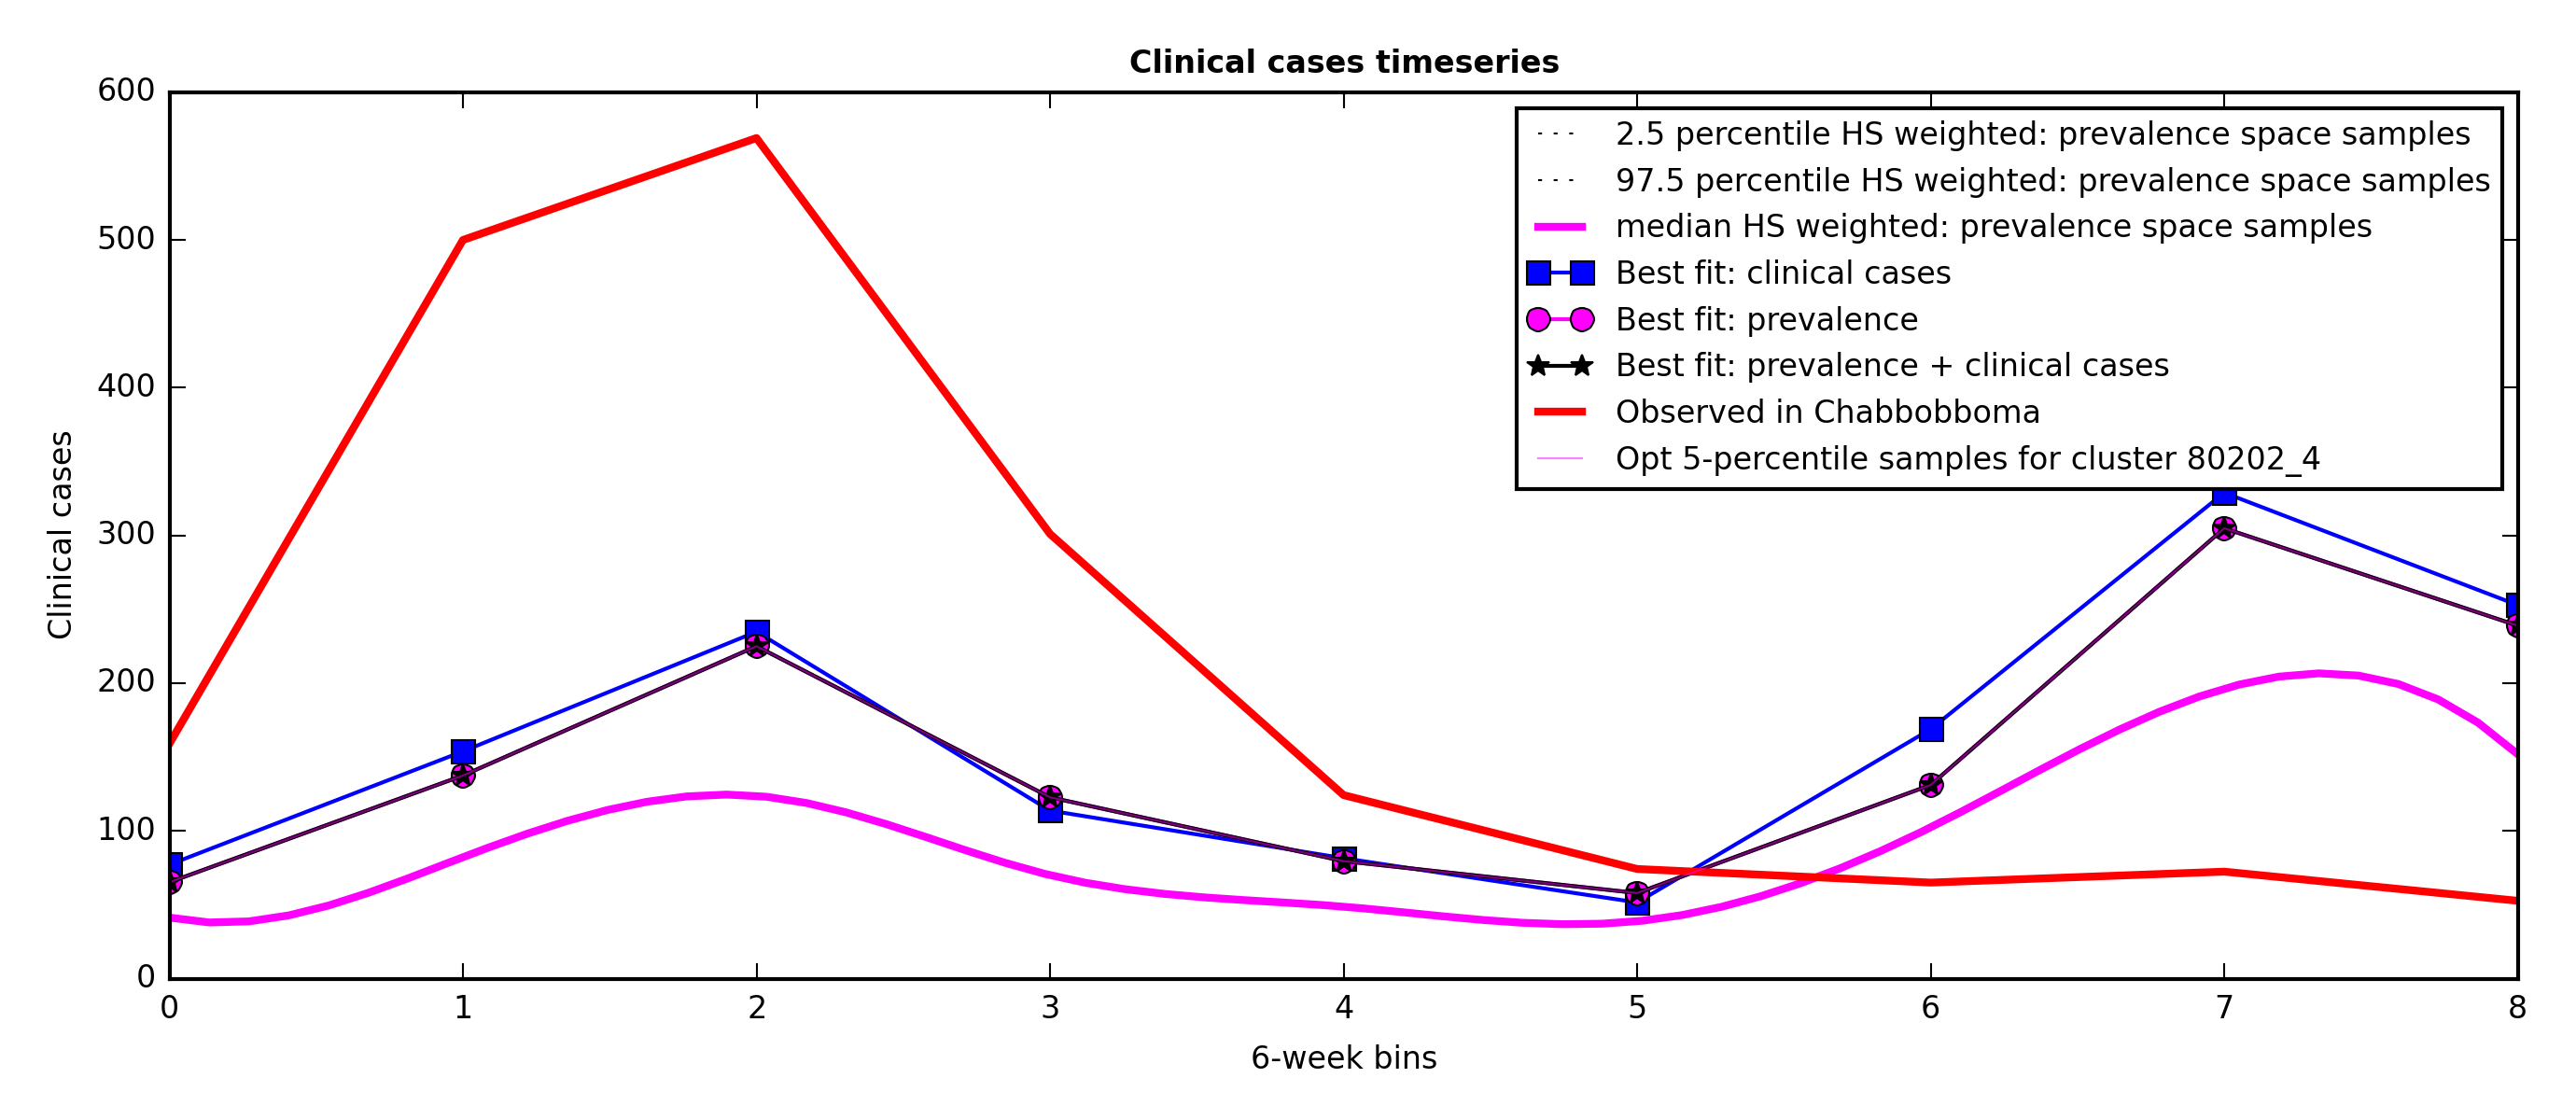 Clinical cases timeseries
600
500
400
300
200
100
0
Clinical cases
2.5 percentile HS weighted: prevalence space samples
97.5 percentile HS weighted: prevalence space samples
median HS weighted: prevalence space samples
Best fit: clinical cases
Best fit: prevalence
Best fit: prevalence + clinical cases
Observed in Chabbobboma
Opt 5-percentile samples for cluster 80202_4
0 1 2 3 4 5 6 7 8
6-week bins